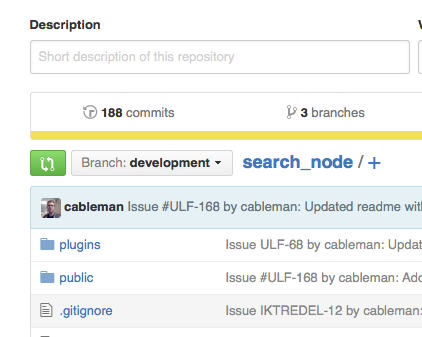 Description
Short description of this repository
188 commits
3 branches
Branch: development
search_node / +
cableman Issue #ULF-168 by cableman: Updated readme wit
plugins Issue ULF-68 by cableman: Updat
public Issue #ULF-168 by cableman: Add
.gitignore Issue IKTREDEL-12 by cableman: